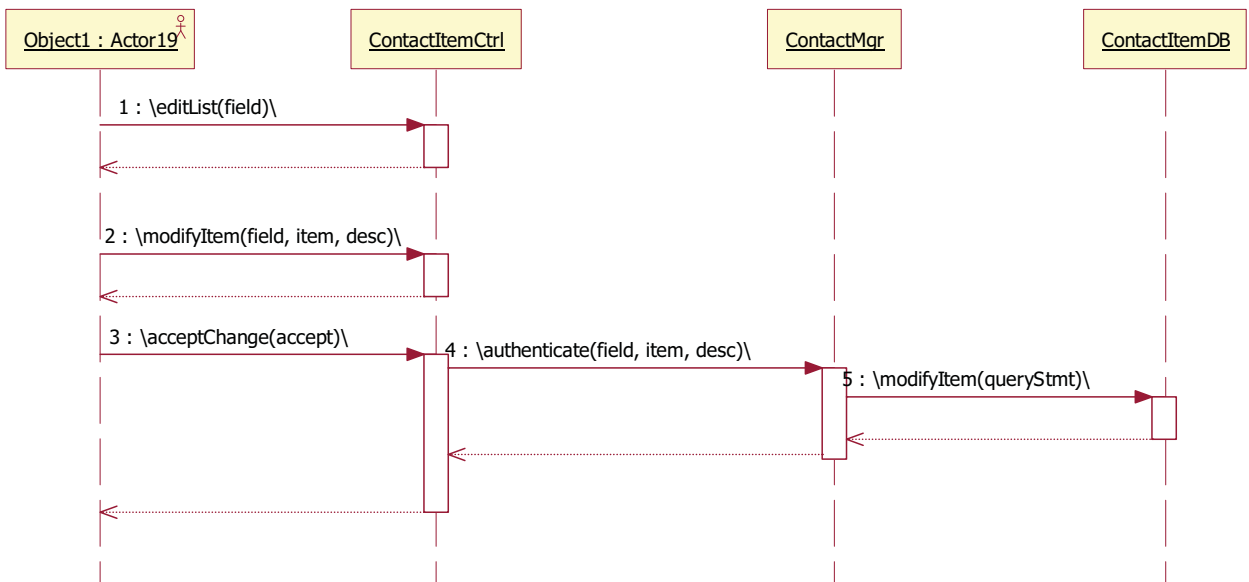 Object1 : Actor19
ContactItemCtrl
ContactMgr
ContactItemDB
1 : \editList(field)\
2 : \modifyItem(field, item, desc)\
3 : \acceptChange(accept)\
4 : \authenticate(field, item, desc)\
5 : \modifyItem(queryStmt)\